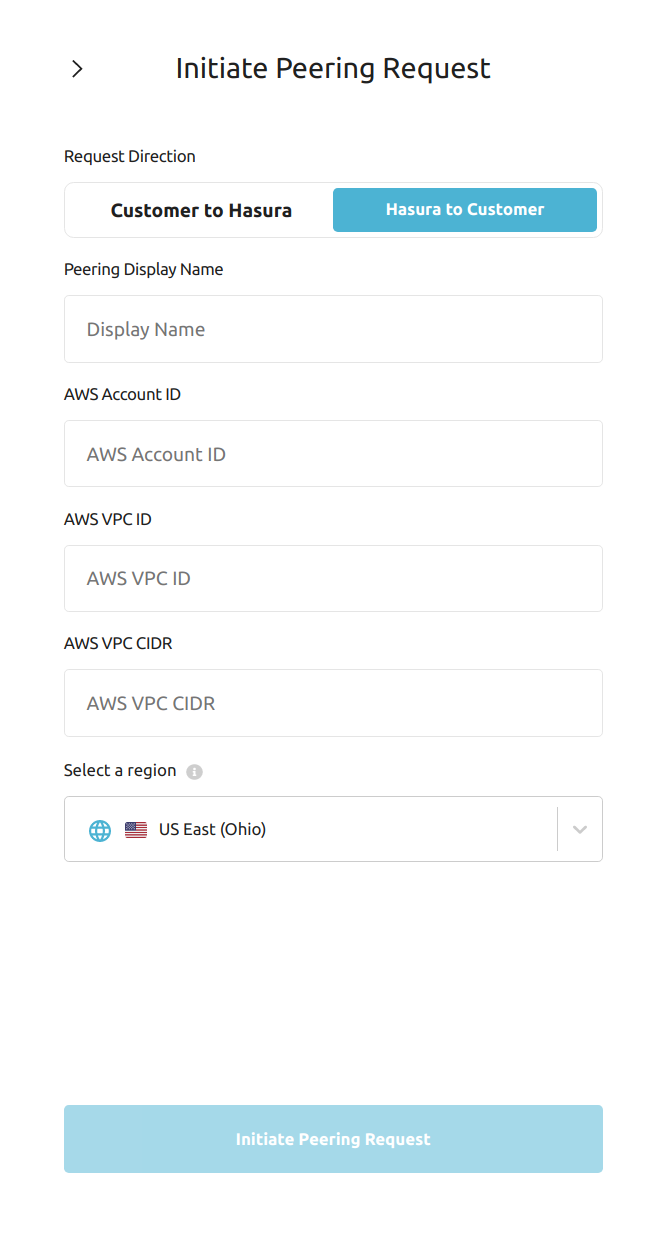 Initiate Peering Request
Request Direction
Customer to Hasura
Hasura to Customer
Peering Display Name
Display Name
AWS Account ID
AWS Account ID
AWS VPC ID
AWS VPC ID
AWS VPC CIDR
AWS VPC CIDR
Select a region
US East (Ohio)
Initiate Peering Request